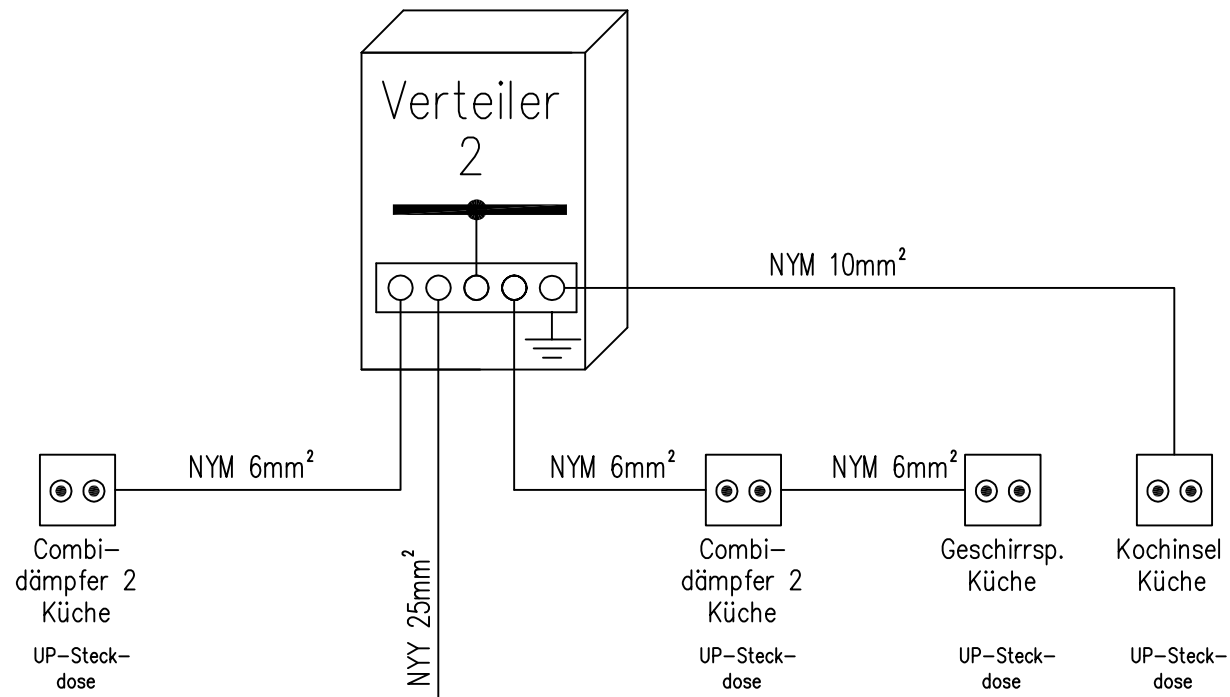 Verteiler
2
NYM 10mm²
NYM 6mm²
NYM 6mm²
NYM 6mm²
NYY 25mm²
Combi-
dämpfer 2
Küche
UP-Steck-
dose
Combi-
dämpfer 2
Küche
UP-Steck-
dose
Geschirrsp.
Küche
UP-Steck-
dose
Kochinsel
Küche
UP-Steck-
dose